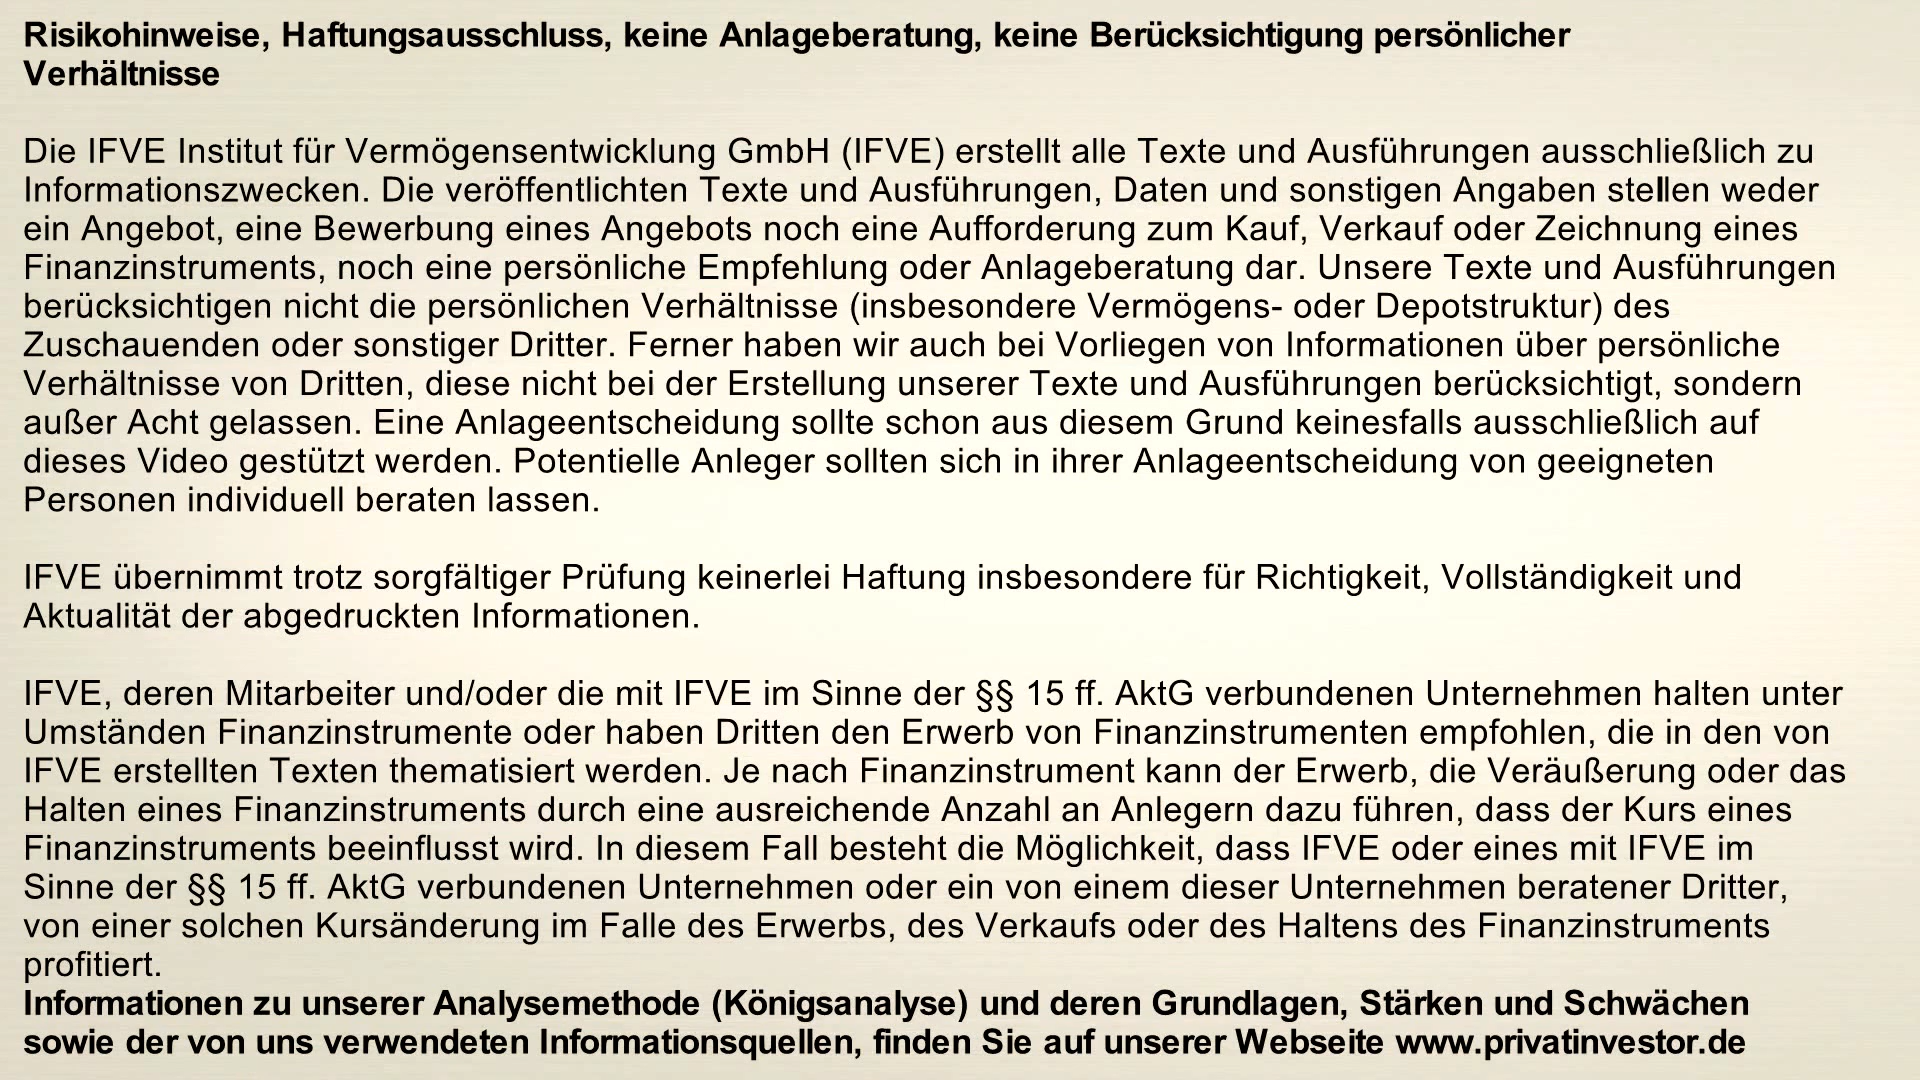 Risikohinweise, Haftungsausschluss, keine Anlageberatung, keine Berücksichtigung persönlicher
Verhältnisse
Die IFVE Institut für Vermögensentwicklung GmbH (IFVE) erstellt alle Texte und Ausführungen ausschließlich zu
Informationszwecken. Die veröffentlichten Texte und Ausführungen, Daten und sonstigen Angaben stellen weder
ein Angebot, eine Bewerbung eines Angebots noch eine Aufforderung zum Kauf, Verkauf oder Zeichnung eines
Finanzinstruments, noch eine persönliche Empfehlung oder Anlageberatung dar. Unsere Texte und Ausführungen
berücksichtigen nicht die persönlichen Verhältnisse (insbesondere Vermögens- oder Depotstruktur) des
Zuschauenden oder sonstiger Dritter. Ferner haben wir auch bei Vorliegen von Informationen über persönliche
Verhältnisse von Dritten, diese nicht bei der Erstellung unserer Texte und Ausführungen berücksichtigt, sondern
außer Acht gelassen. Eine Anlageentscheidung sollte schon aus diesem Grund keinesfalls ausschließlich auf
dieses Video gestützt werden. Potentielle Anleger sollten sich in ihrer Anlageentscheidung von geeigneten
Personen individuell beraten lassen.
IFVE übernimmt trotz sorgfältiger Prüfung keinerlei Haftung insbesondere für Richtigkeit, Vollständigkeit und
Aktualität der abgedruckten Informationen.
IFVE, deren Mitarbeiter und/oder die mit IFVE im Sinne der §§ 15 ff. AktG verbundenen Unternehmen halten unter
Umständen Finanzinstrumente oder haben Dritten den Erwerb von Finanzinstrumenten empfohlen, die in den von
IFVE erstellten Texten thematisiert werden. Je nach Finanzinstrument kann der Erwerb, die Veräußerung oder das
Halten eines Finanzinstruments durch eine ausreichende Anzahl an Anlegern dazu führen, dass der Kurs eines
Finanzinstruments beeinflusst wird. In diesem Fall besteht die Möglichkeit, dass IFVE oder eines mit IFVE im
Sinne der §§ 15 ff. AktG verbundenen Unternehmen oder ein von einem dieser Unternehmen beratener Dritter,
von einer solchen Kursänderung im Falle des Erwerbs, des Verkaufs oder des Haltens des Finanzinstruments
profitiert.
Informationen zu unserer Analysemethode (Königsanalyse) und deren Grundlagen, Stärken und Schwächen
sowie der von uns verwendeten Informationsquellen, finden Sie auf unserer Webseite www.privatinvestor.de